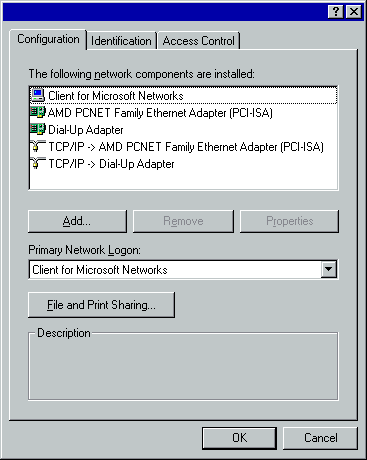 Configuration
Identification
Access Control
The following network components are installed:
Client for Microsoft Networks
AMD PCNET Family Ethernet Adapter (PCI-ISA)
Dial-Up Adapter
TCP/IP -> AMD PCNET Family Ethernet Adapter (PCI-ISA)
TCP/IP -> Dial-Up Adapter
Add...
Remove
Properties
Primary Network Logon:
Client for Microsoft Networks
File and Print Sharing...
Description
OK
Cancel